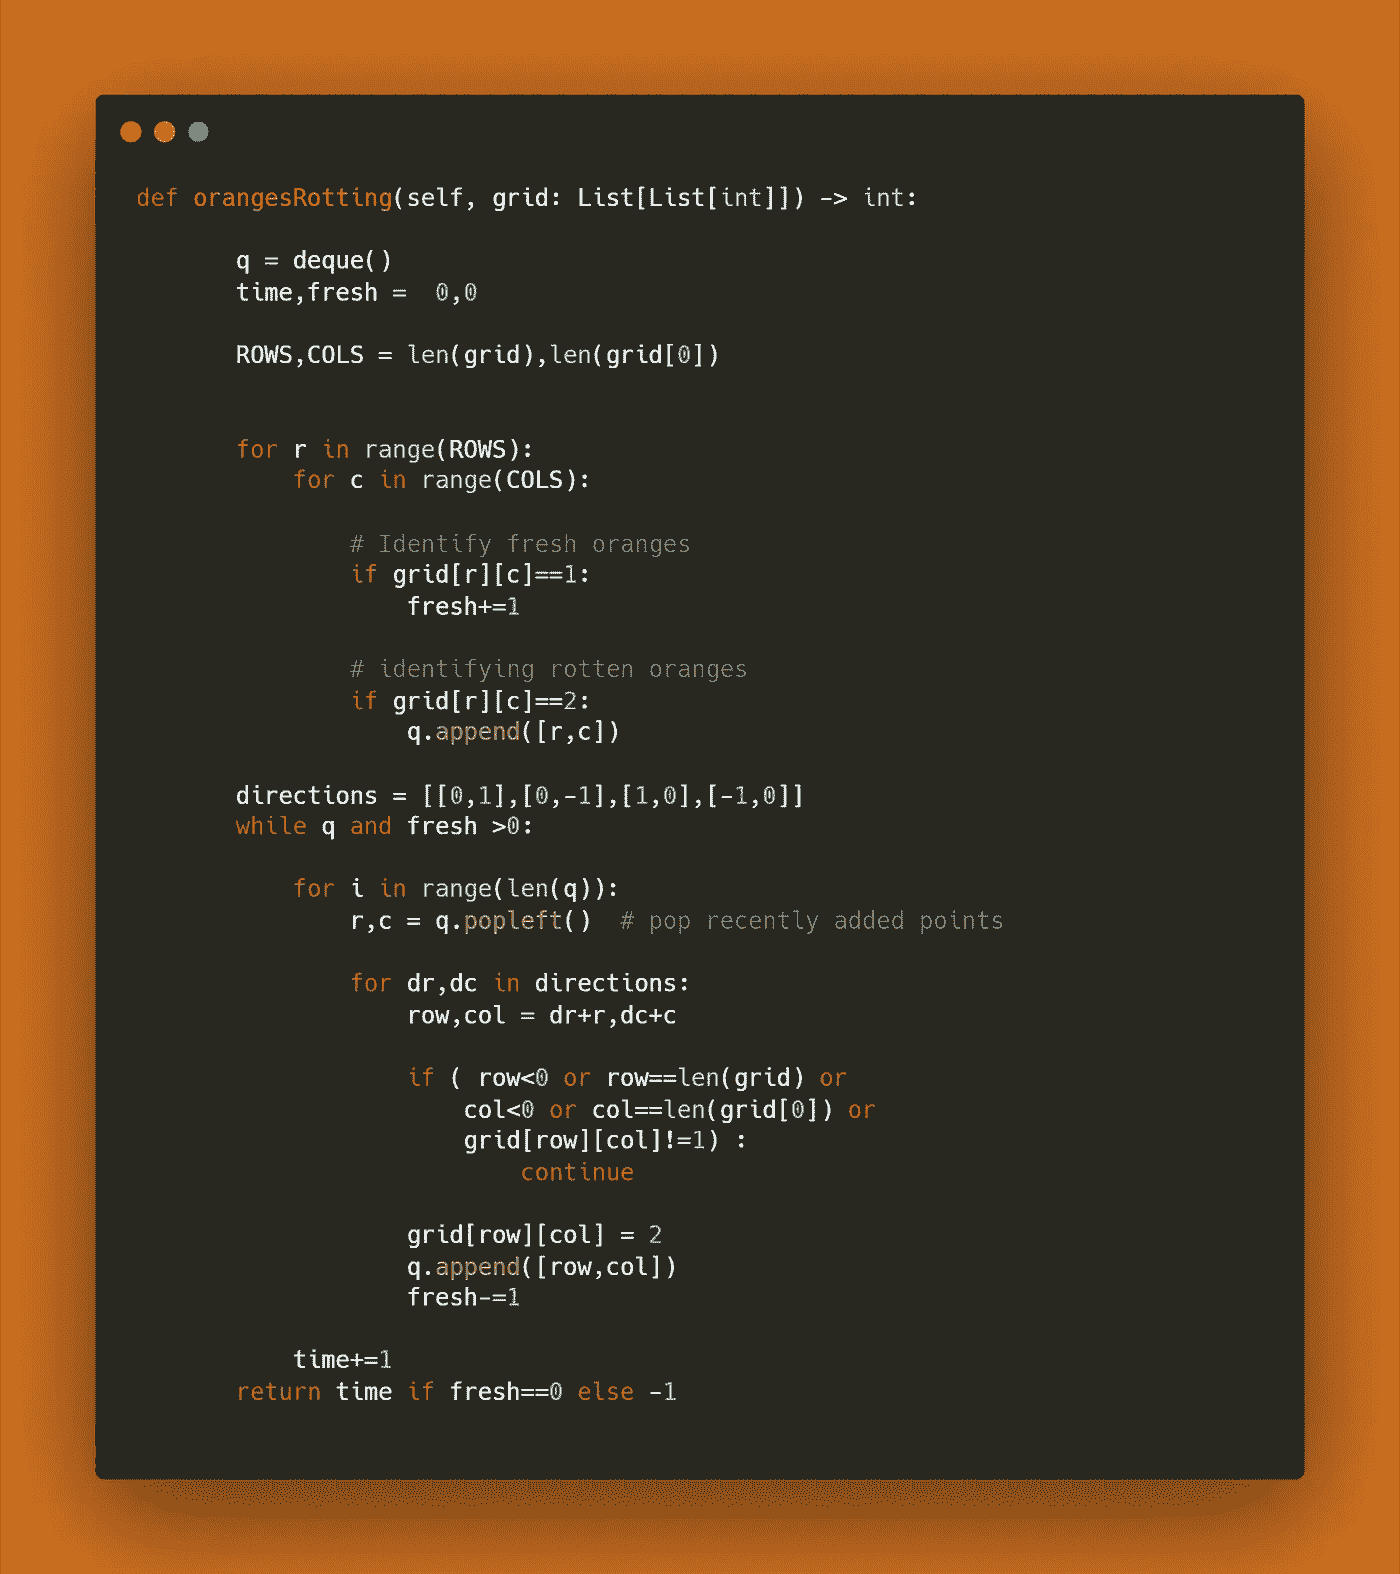 def orangesRotting(self, grid: List[List[int]]) -> int:
q = deque()
time,fresh =  0,0
ROWS,COLS = len(grid),len(grid[0])
for r in range(ROWS):
for c in range(COLS):
# Identify fresh oranges
if grid[r][c]==1:
fresh+=1
# identifying rotten oranges
if grid[r][c]==2:
q.append([r,c])
directions = [[0,1],[0,-1],[1,0],[-1,0]]
while q and fresh >0:
for i in range(len(q)):
r,c = q.popleft()  # pop recently added points
for dr,dc in directions:
row,col = dr+r,dc+c
if ( row<0 or row==len(grid) or
col<0 or col==len(grid[0]) or
grid[row][col]!=1) :
continue
grid[row][col] = 2
q.append([row,col])
fresh-=1
time+=1
return time if fresh==0 else -1